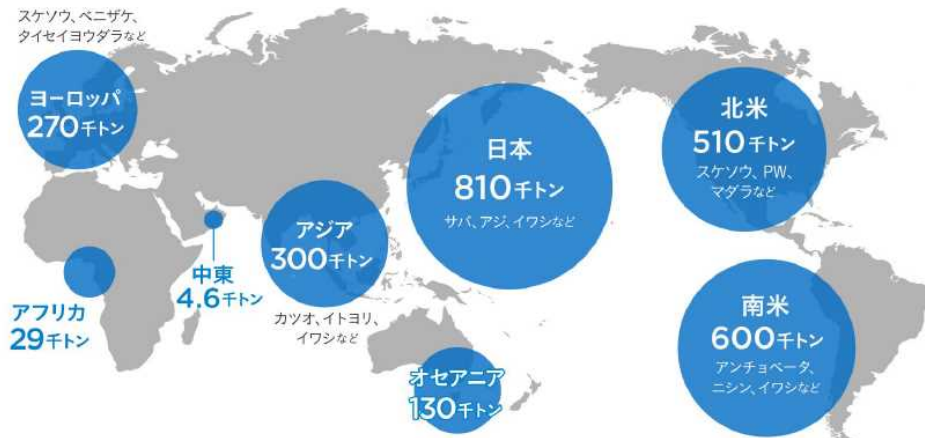 スケソウ、ベニザケ、
タイセイヨウダラなど
ヨーロッパ
270千トン
日本
810千トン
サバ、アジ、イワシなど
北米
510千トン
スケソウ、PW、
マダラなど
アジア
300千トン
カツオ、イトヨリ、
イワシなど
中東
4.6千トン
アフリカ
29千トン
オセアニア
130千トン
南米
600千トン
アンチョベータ、
ニシン、イワシなど